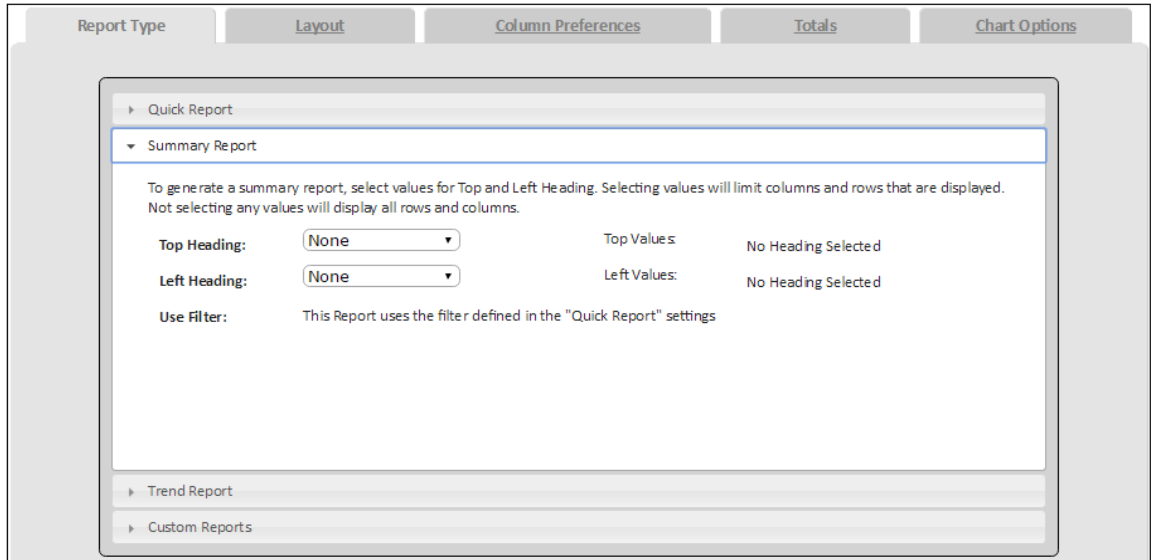 Report Type Layout Column Preferences Totals Chart Options
Quick Report
Summary Report
To generate a summary report, select values for Top and Left Heading. Selecting values will limit columns and rows that are displayed.
Not selecting any values will display all rows and columns.
Top Heading: None Top Values: No Heading Selected
Left Heading: None Left Values: No Heading Selected
Use Filter: This Report uses the filter defined in the "Quick Report" settings
Trend Report
Custom Reports